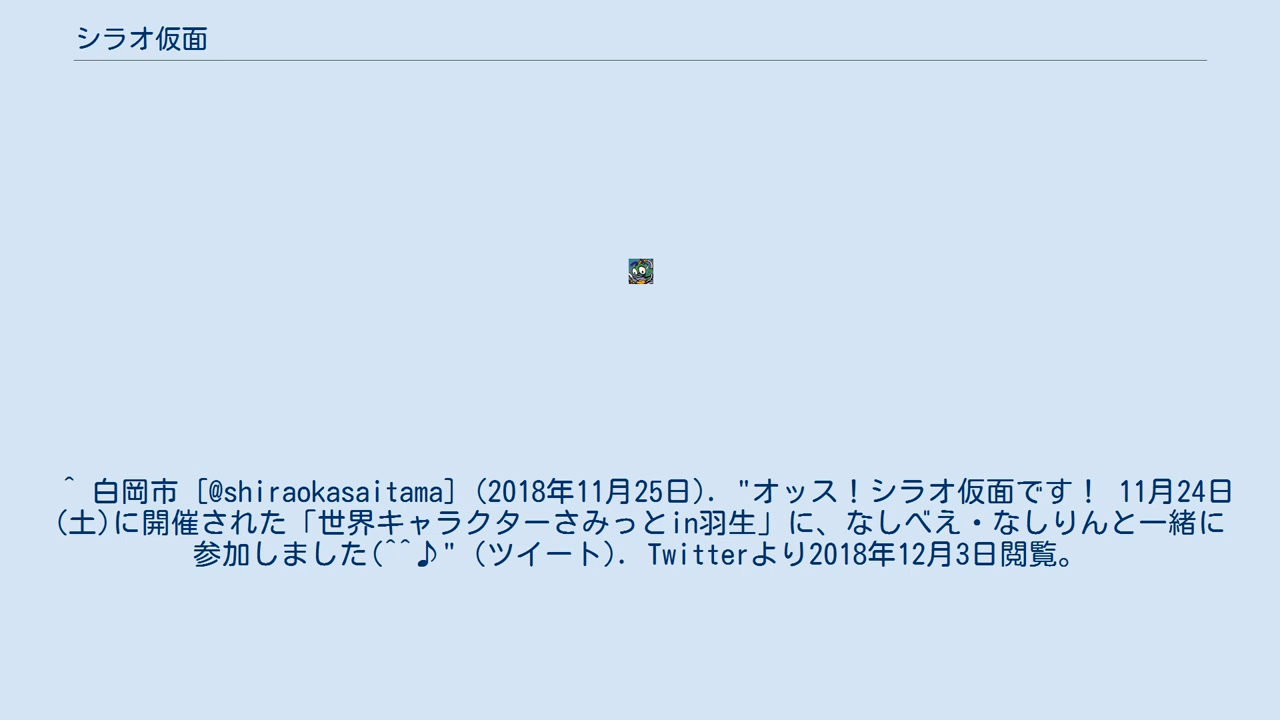 シラオ仮面
^ 白岡市 [@shiraokasaitama] (2018年11月25日). "オッス！シラオ仮面です！ 11月24日
(土)に開催された「世界キャラクターさみっとin羽生」に、なしべえ・なしりんと一緒に
参加しました(^^♪" (ツイート). Twitterより2018年12月3日閲覧。